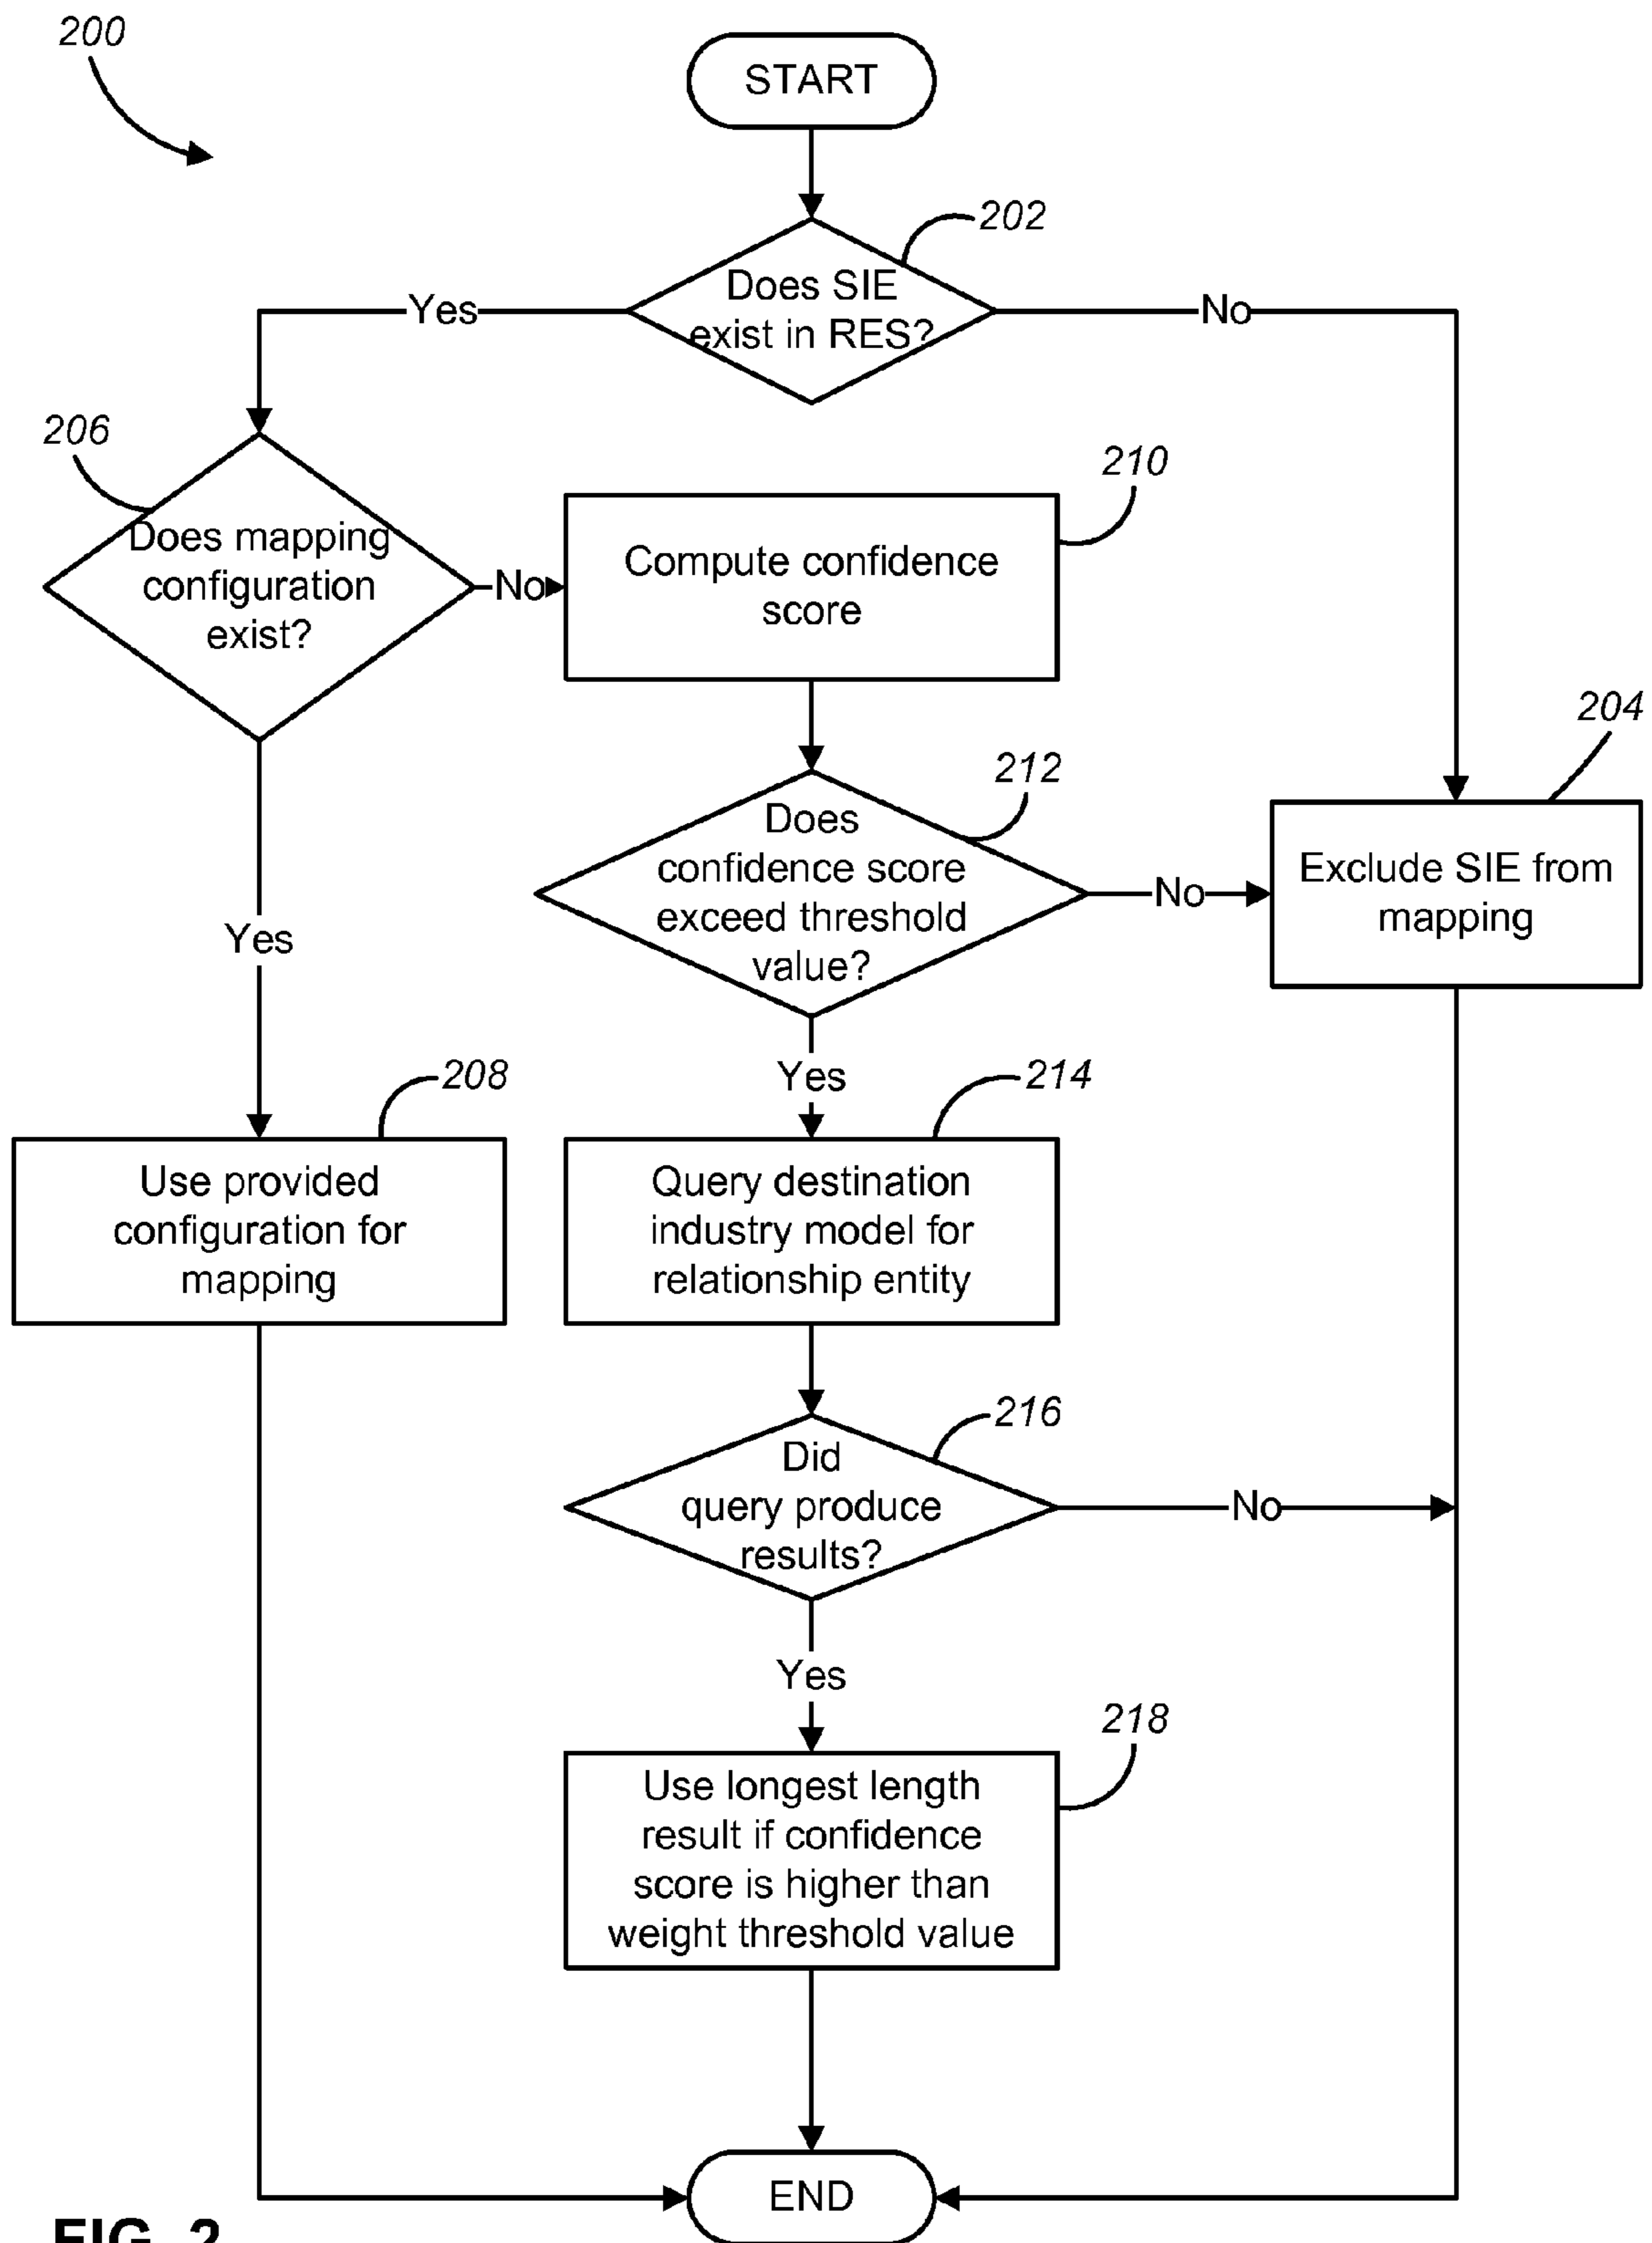 200
START
202
Does SIE
exist in RES?
Yes
No
206
Does mapping
configuration
exist?
No
210
Compute confidence
score
204
Exclude SIE from
mapping
212
Does
confidence score
exceed threshold
value?
No
Yes
Yes
208
Use provided
configuration for
mapping
214
Query destination
industry model for
relationship entity
216
Did
query produce
results?
No
Yes
218
Use longest length
result if confidence
score is higher than
weight threshold value
END
FIG. 2